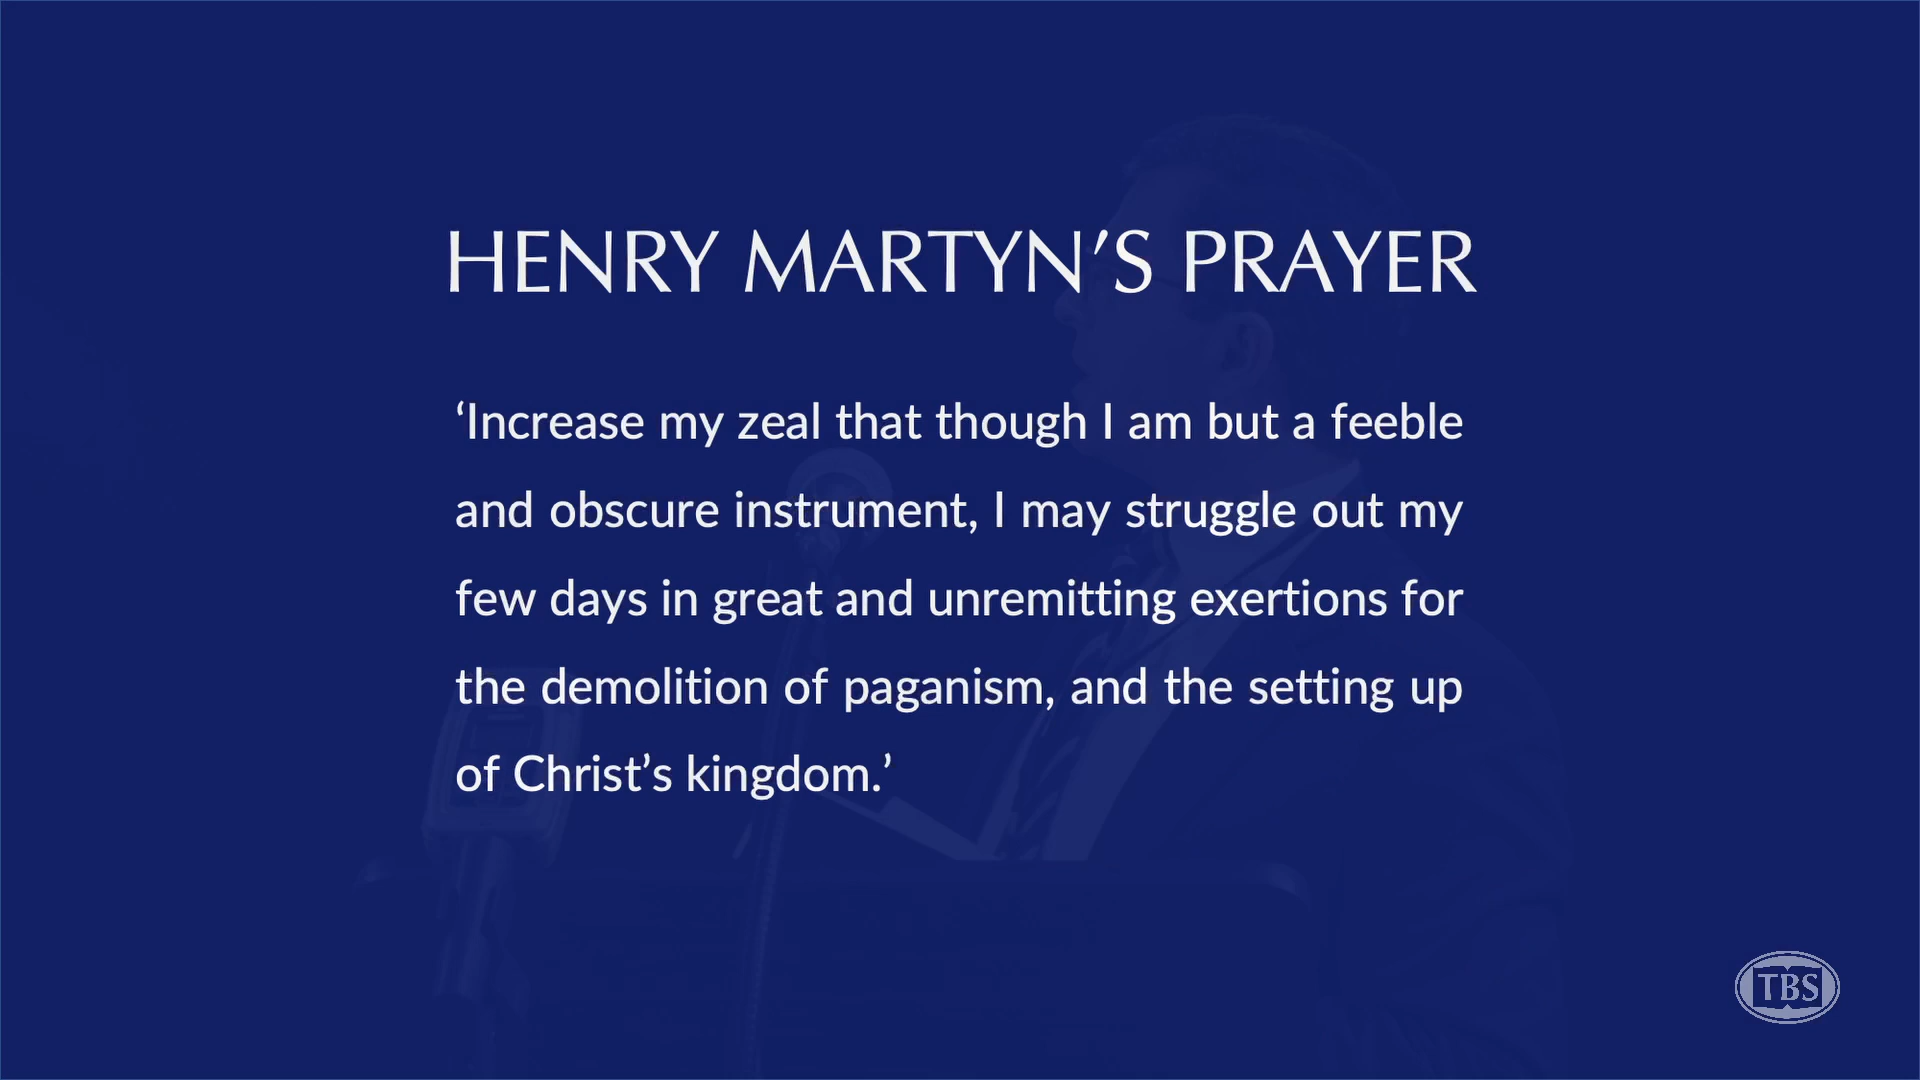 HENRY MARTYN’S PRAYER
‘Increase my zeal that though I am but a feeble
and obscure instrument, I may struggle out my
few days in great and unremitting exertions for
the demolition of paganism, and the setting up
of Christ’s kingdom.’
TBS